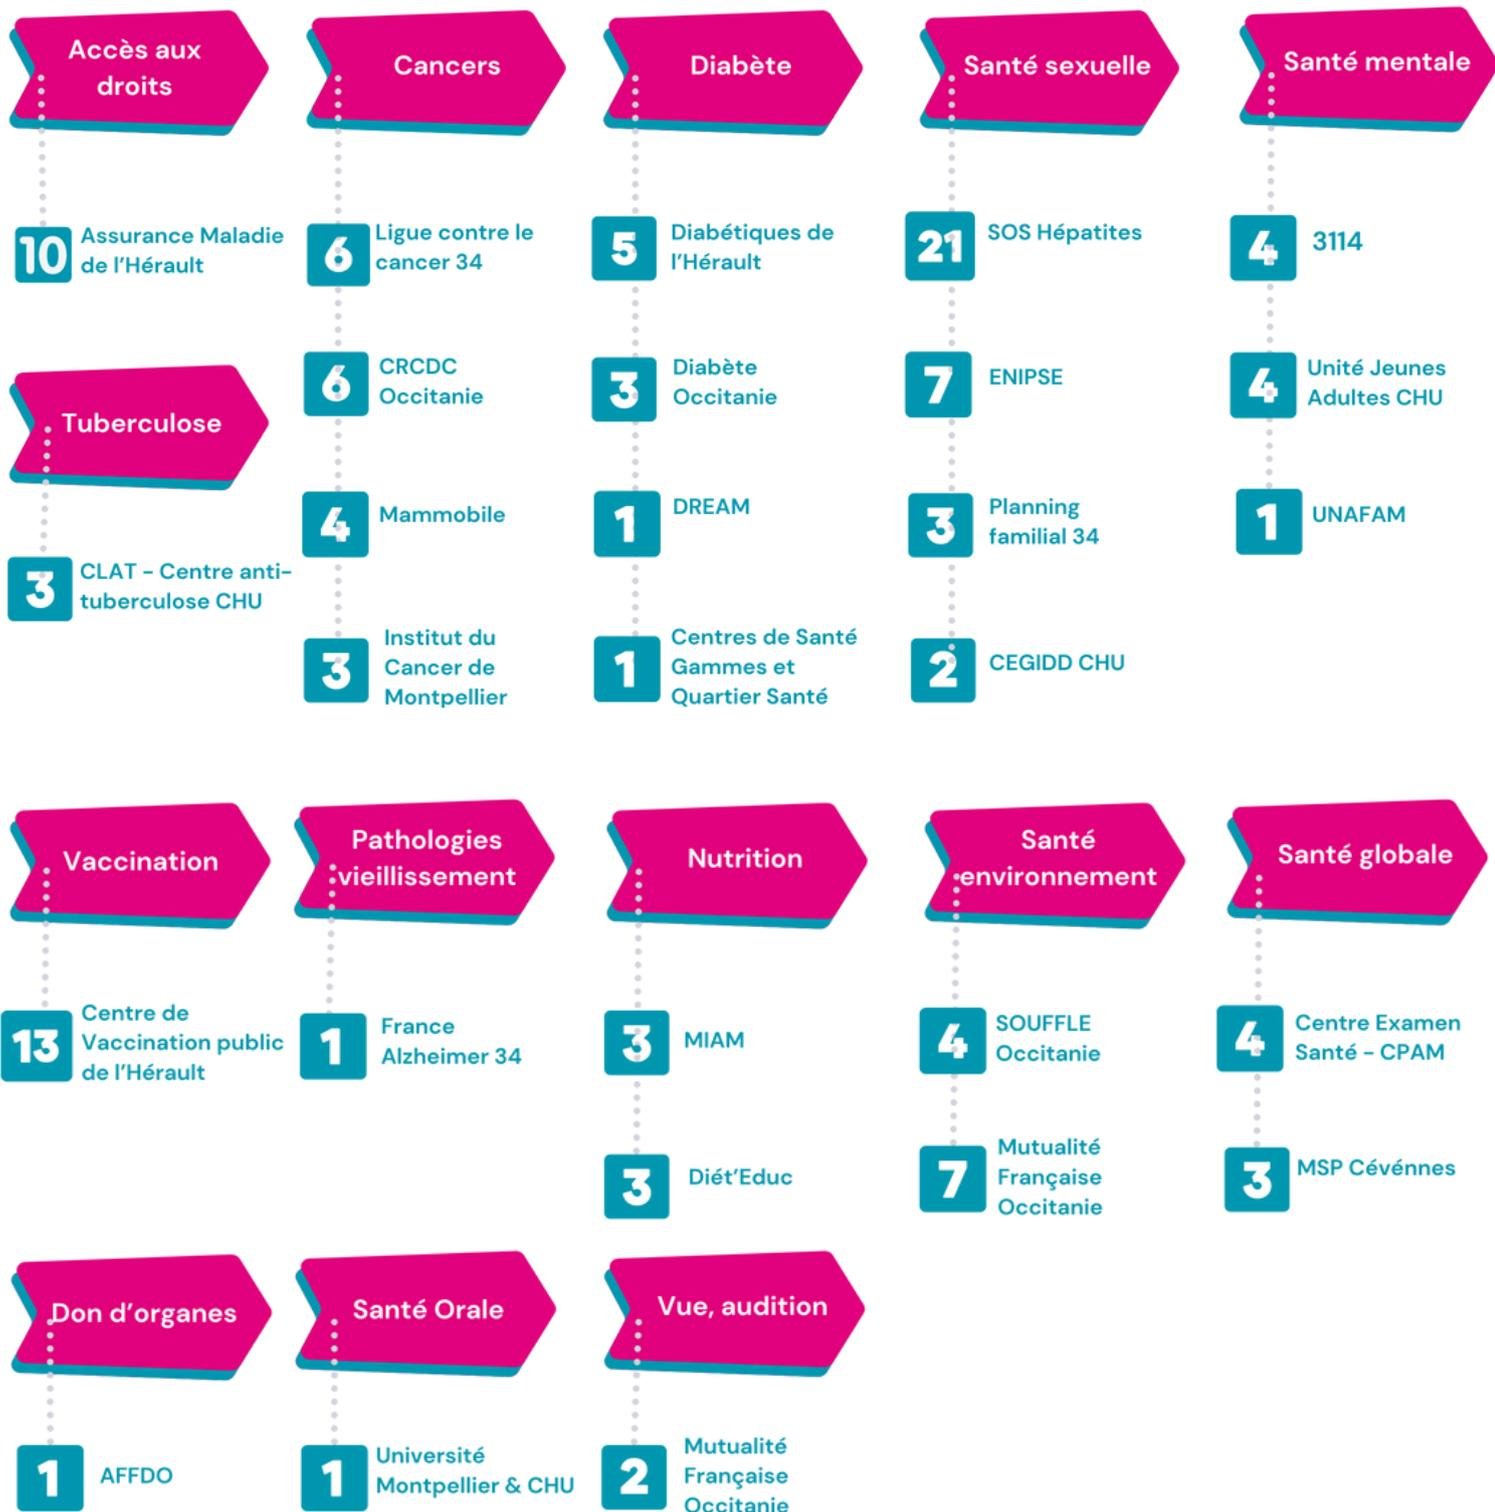 Accès aux
droits
10
Assurance Maladie
de l'Hérault
Tuberculose
3
CLAT - Centre anti-
tuberculose CHU
Cancers
6
Ligue contre le
cancer 34
6
CRCDC
Occitanie
4
Mammobile
3
Institut du
Cancer de
Montpellier
Diabète
5
Diabétiques de
l'Hérault
3
Diabète
Occitanie
1
DREAM
1
Centres de Santé
Gammes et
Quartier Santé
Santé sexuelle
21
SOS Hépatites
7
ENIPSE
3
Planning
familial 34
2
CEGIDD CHU
Santé mentale
4
3114
4
Unité Jeunes
Adultes CHU
1
UNAFAM
Vaccination
13
Centre de
Vaccination public
de l'Hérault
Pathologies
vieillissement
1
France
Alzheimer 34
Nutrition
3
MIAM
3
Diét'Educ
Santé
environnement
4
SOUFFLE
Occitanie
7
Mutualité
Française
Occitanie
Santé globale
4
Centre Examen
Santé - CPAM
3
MSP Cévénnes
Don d'organes
1
AFFDO
Santé Orale
1
Université
Montpellier & CHU
Vue, audition
2
Mutualité
Française
Occitanie